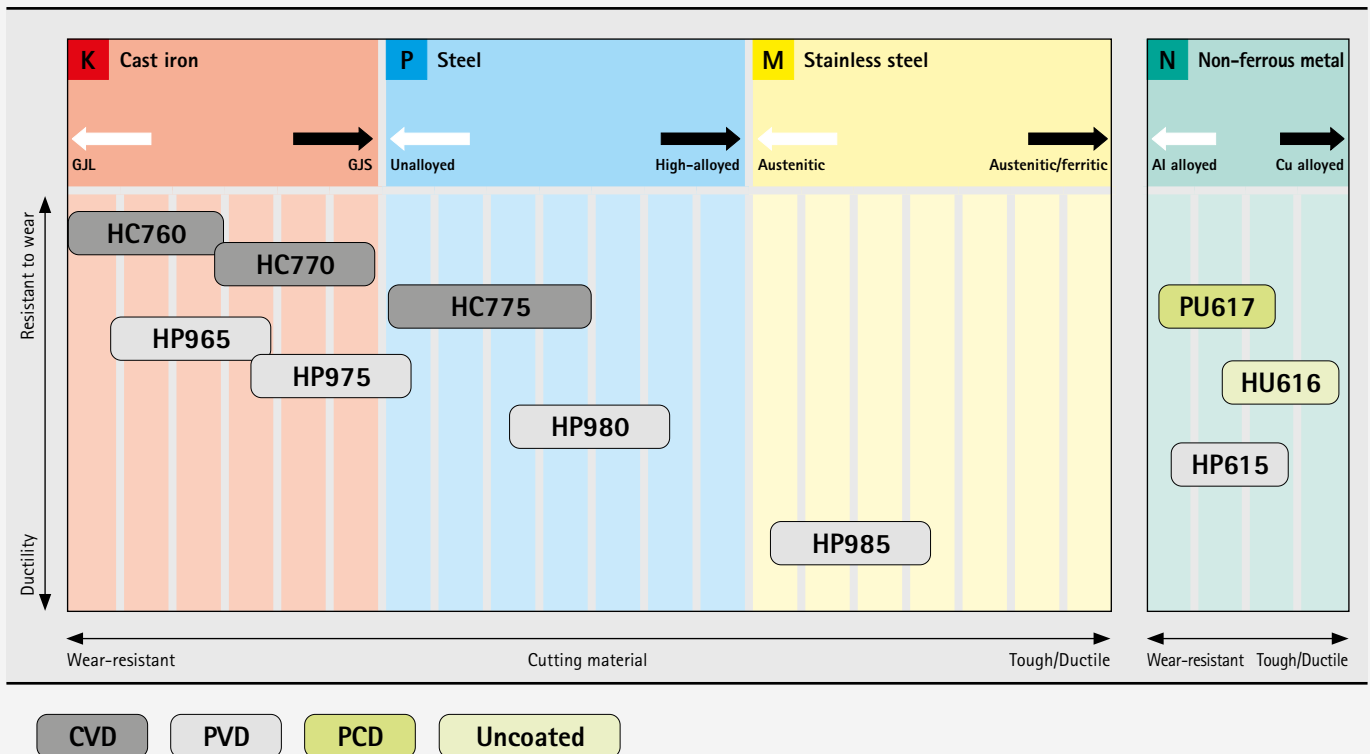 K Cast iron
P Steel
M Stainless steel
N Non-ferrous metal
GJL
GJS
Unalloyed
High-alloyed
Austenitic
Austenitic/ferritic
Al alloyed
Cu alloyed
Resistant to wear
Ductility
HC760
HC770
HC775
PU617
HP965
HP975
HU616
HP980
HP615
HP985
Wear-resistant
Cutting material
Tough/Ductile
Wear-resistant
Tough/Ductile
CVD
PVD
PCD
Uncoated